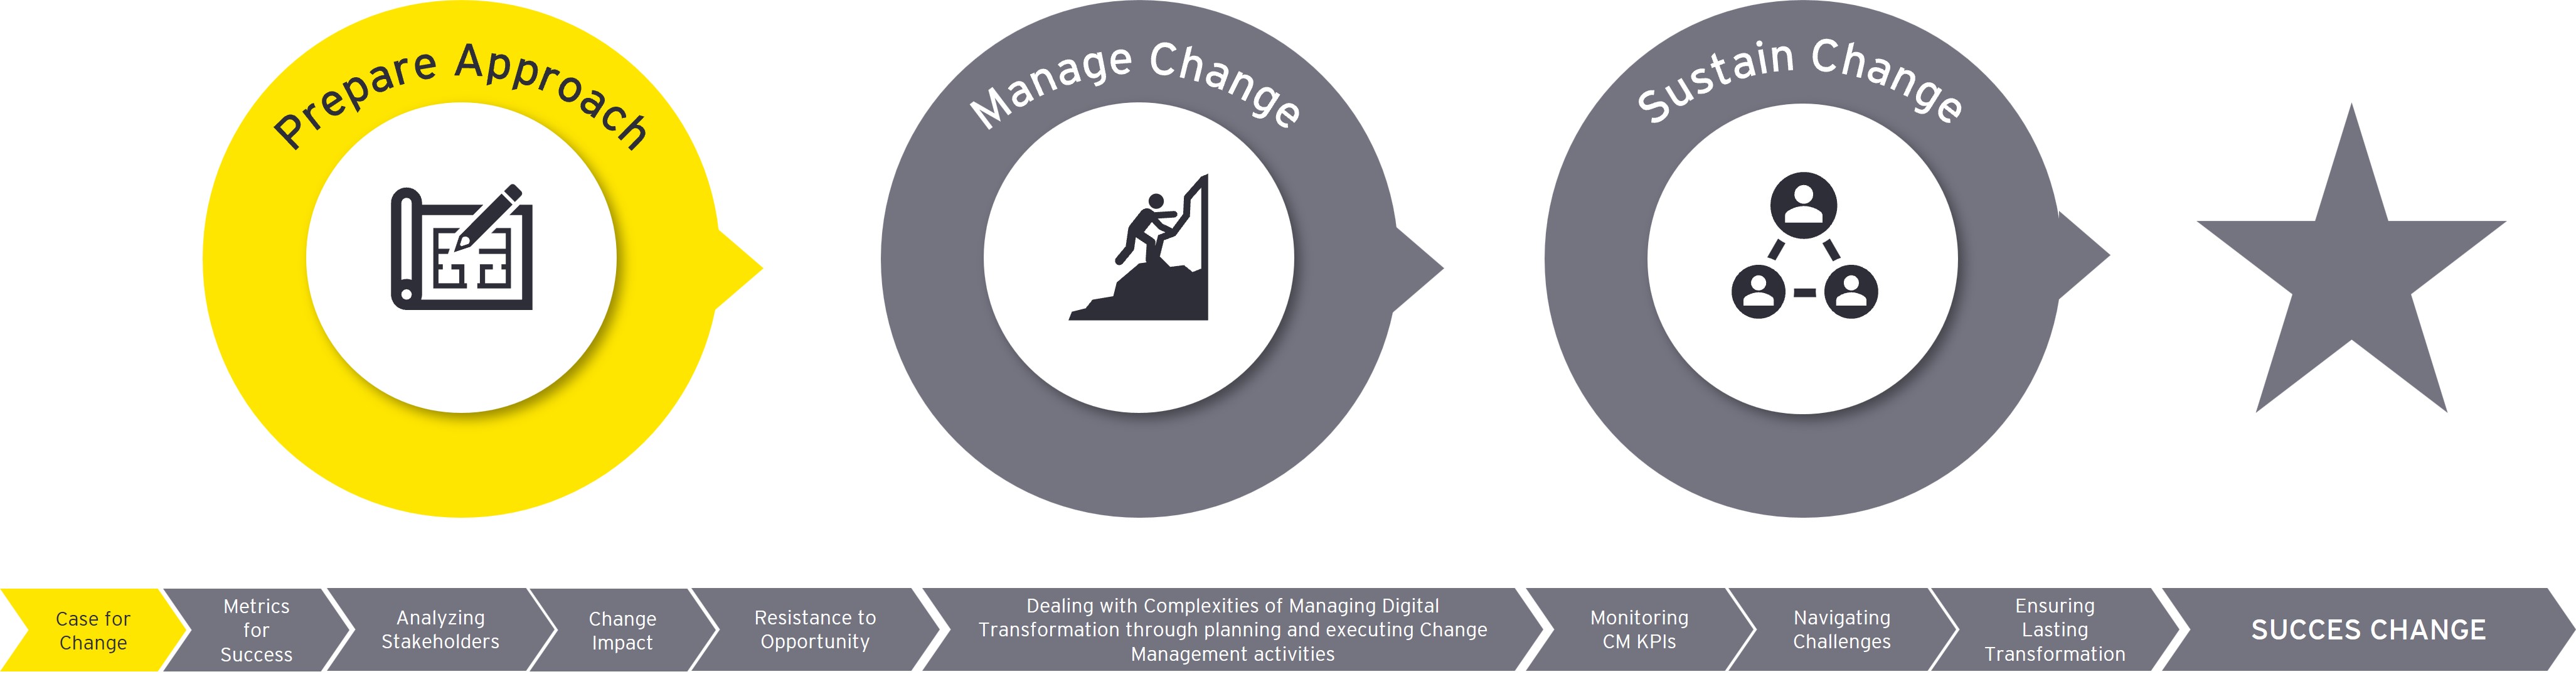 Prepare Approach
Manage Change
Sustain Change
Case for
Change
Metrics
for
Success
Analyzing
Stakeholders
Change
Impact
Resistance to
Opportunity
Dealing with Complexities of Managing Digital
Transformation through planning and executing Change
Management activities
Monitoring
CM KPIs
Navigating
Challenges
Ensuring
Lasting
Transformation
SUCCES CHANGE